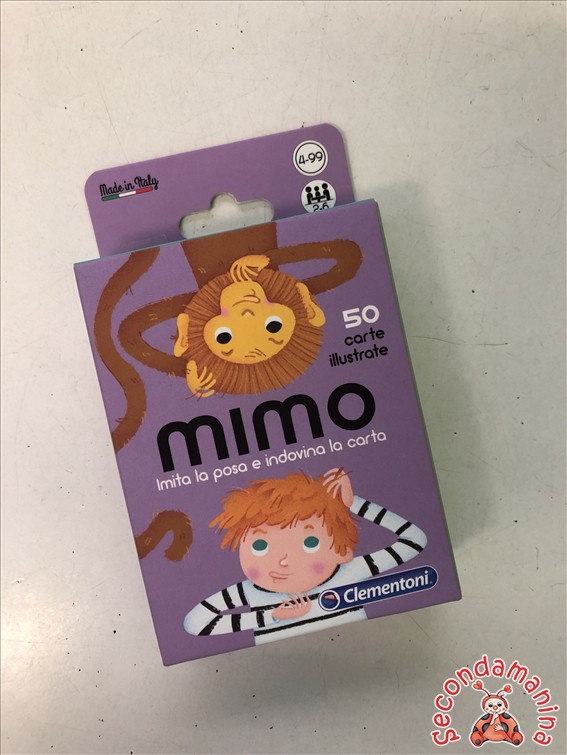 Made in Italy
4-99
2-6
50
carte
illustrate
mimo
Imita la posa e indovina la carta
Clementoni
Secondamanina